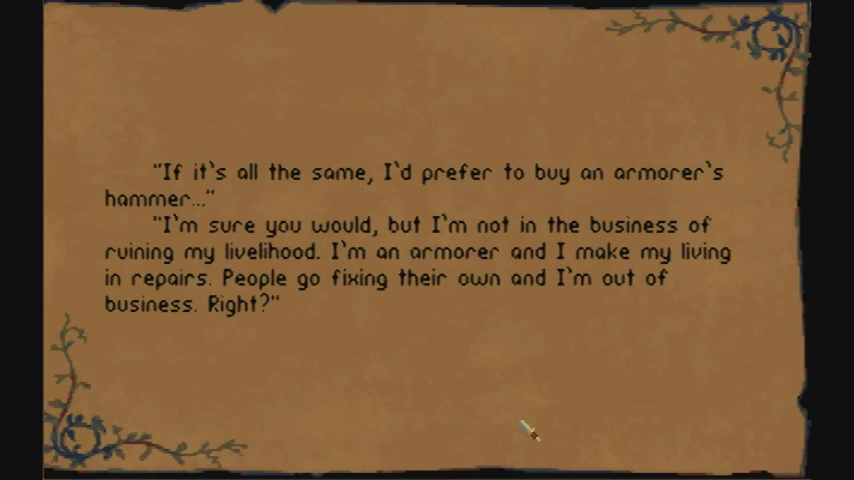 "If it`s all the same, I`d prefer to buy an armorer`s
hammer..."
"I`m sure you would, but I`m not in the business of
ruining my livelihood. I`m an armorer and I make my living
in repairs. People go fixing their own and I`m out of
business. Right?"